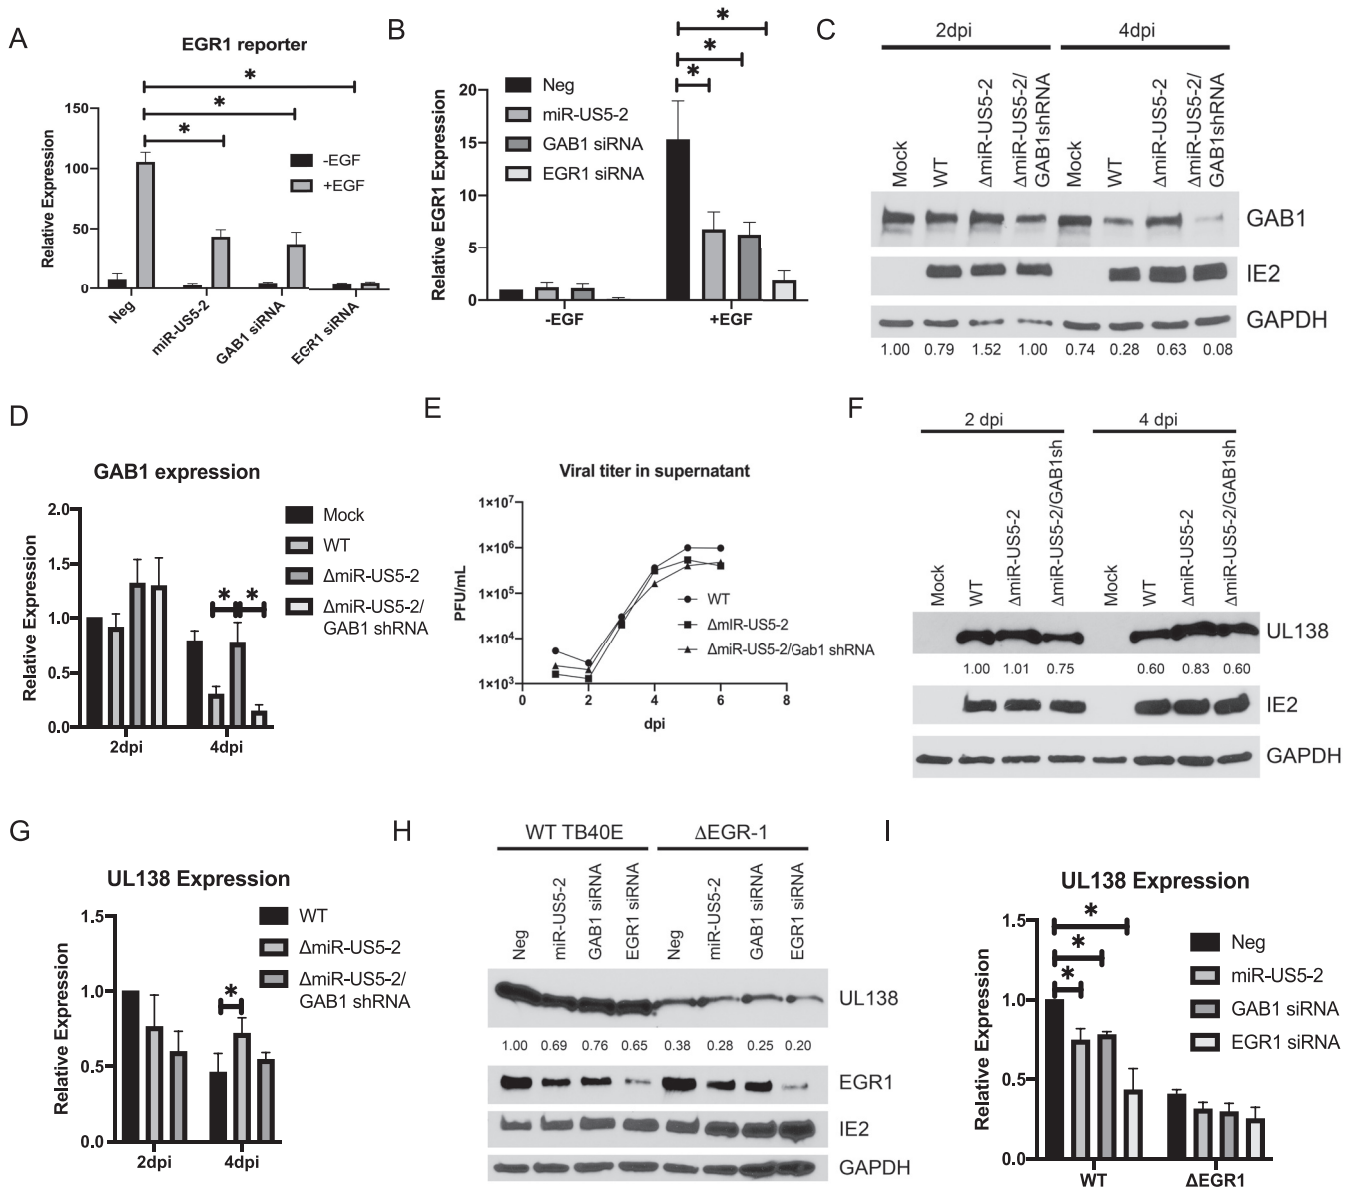 A
EGR1 reporter
Relative Expression
150
100
50
0
*
*
*
-EGF
+EGF
Neg
miR-US5-2
GAB1 siRNA
EGR1 siRNA
B
Relative EGR1 Expression
20
15
10
5
0
Neg
miR-US5-2
GAB1 siRNA
EGR1 siRNA
*
*
*
-EGF
+EGF
C
2dpi
4dpi
Mock
WT
ΔmiR-US5-2
ΔmiR-US5-2/
GAB1shRNA
Mock
WT
ΔmiR-US5-2
ΔmiR-US5-2/
GAB1shRNA
GAB1
IE2
GAPDH
1.00 0.79 1.52 1.00 0.74 0.28 0.63 0.08
D
GAB1 expression
Relative Expression
2.0
1.5
1.0
0.5
0.0
* *
Mock
WT
ΔmiR-US5-2
ΔmiR-US5-2/
GAB1 shRNA
2dpi
4dpi
E
Viral titer in supernatant
PFU/mL
1×10⁷
1×10⁶
1×10⁵
1×10⁴
1×10³
WT
ΔmIR-US5-2
ΔmiR-US5-2/Gab1 shRNA
0 2 4 6 8
dpi
F
2 dpi
4 dpi
Mock
WT
ΔmiR-US5-2
ΔmiR-US5-2/GAB1sh
Mock
WT
ΔmiR-US5-2
ΔmiR-US5-2/GAB1sh
UL138
1.00 1.01 0.75 0.60 0.83 0.60
IE2
GAPDH
G
UL138 Expression
Relative Expression
1.5
1.0
0.5
0.0
*
WT
ΔmiR-US5-2
ΔmiR-US5-2/
GAB1 shRNA
2dpi
4dpi
H
WT TB40E
ΔEGR-1
Neg
miR-US5-2
GAB1 siRNA
EGR1 siRNA
Neg
miR-US5-2
GAB1 siRNA
EGR1 siRNA
UL138
1.00 0.69 0.76 0.65 0.38 0.28 0.25 0.20
EGR1
IE2
GAPDH
I
UL138 Expression
Relative Expression
1.5
1.0
0.5
0.0
*
*
*
Neg
miR-US5-2
GAB1 siRNA
EGR1 siRNA
WT
ΔEGR1